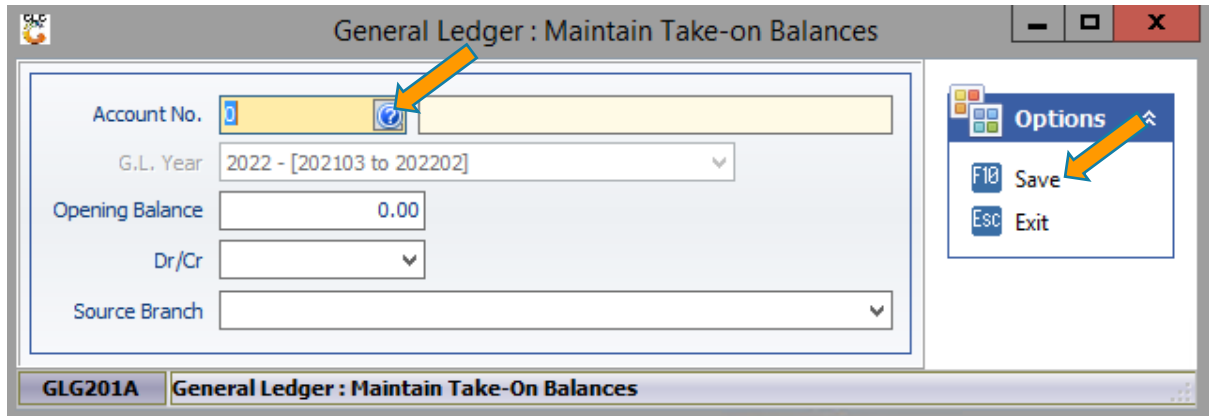 General Ledger : Maintain Take-on Balances
Account No. 0
G.L. Year 2022 - [202103 to 202202]
Opening Balance 0.00
Dr/Cr
Source Branch
Options
F10 Save
Esc Exit
GLG201A General Ledger : Maintain Take-On Balances